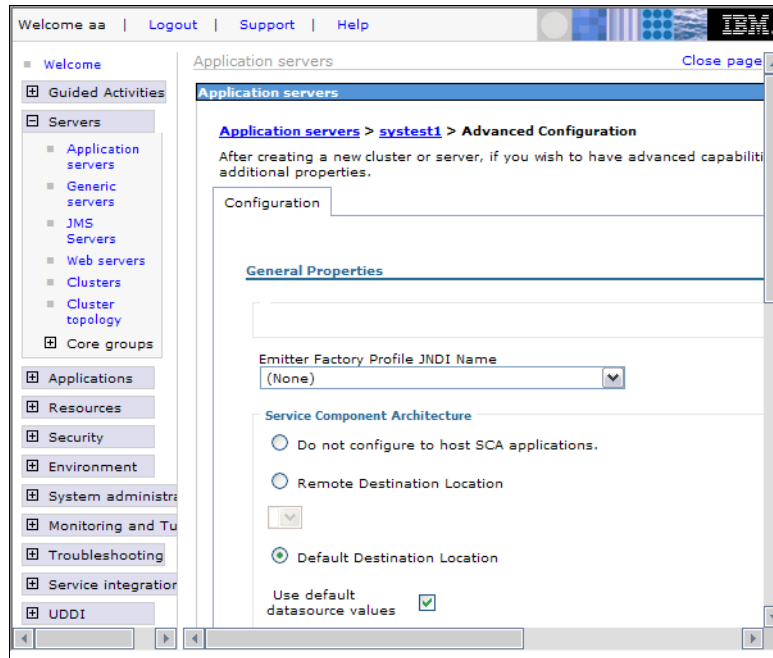 Welcome aa | Logout | Support | Help
IBM.
Welcome
Guided Activities
Servers
Application
servers
Generic
servers
JMS
Servers
Web servers
Clusters
Cluster
topology
Core groups
Applications
Resources
Security
Environment
System administra
Monitoring and Tu
Troubleshooting
Service integration
UDDI
Application servers
Close page
Application servers
Application servers > systest1 > Advanced Configuration
After creating a new cluster or server, if you wish to have advanced capabiliti
additional properties.
Configuration
General Properties
Emitter Factory Profile JNDI Name
(None)
Service Component Architecture
Do not configure to host SCA applications.
Remote Destination Location
Default Destination Location
Use default
datasource values